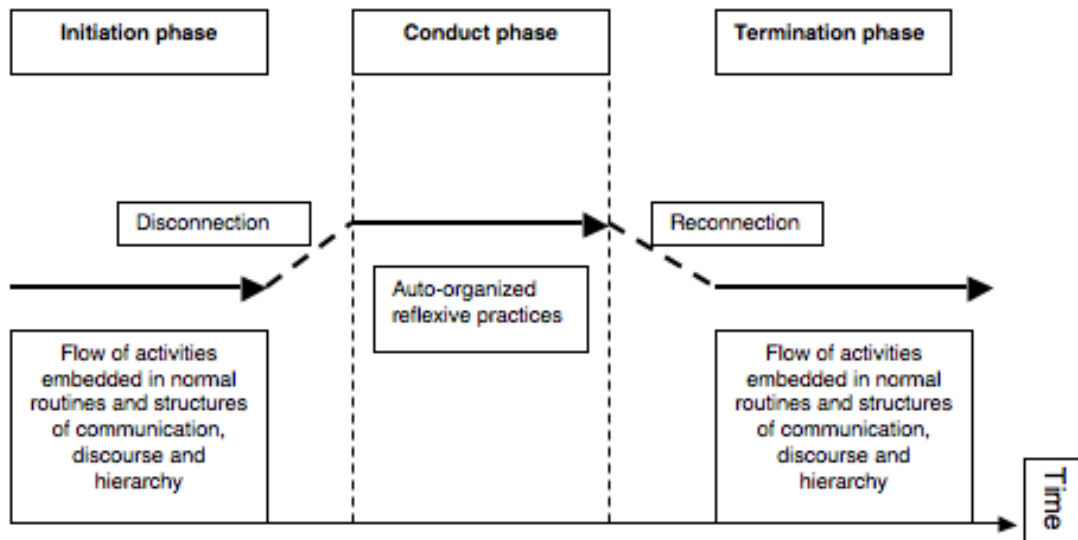 Initiation phase
Conduct phase
Termination phase
Disconnection
Reconnection
Auto-organized
reflexive practices
Flow of activities
embedded in normal
routines and structures
of communication,
discourse and
hierarchy
Flow of activities
embedded in normal
routines and structures
of communication,
discourse and
hierarchy
Time